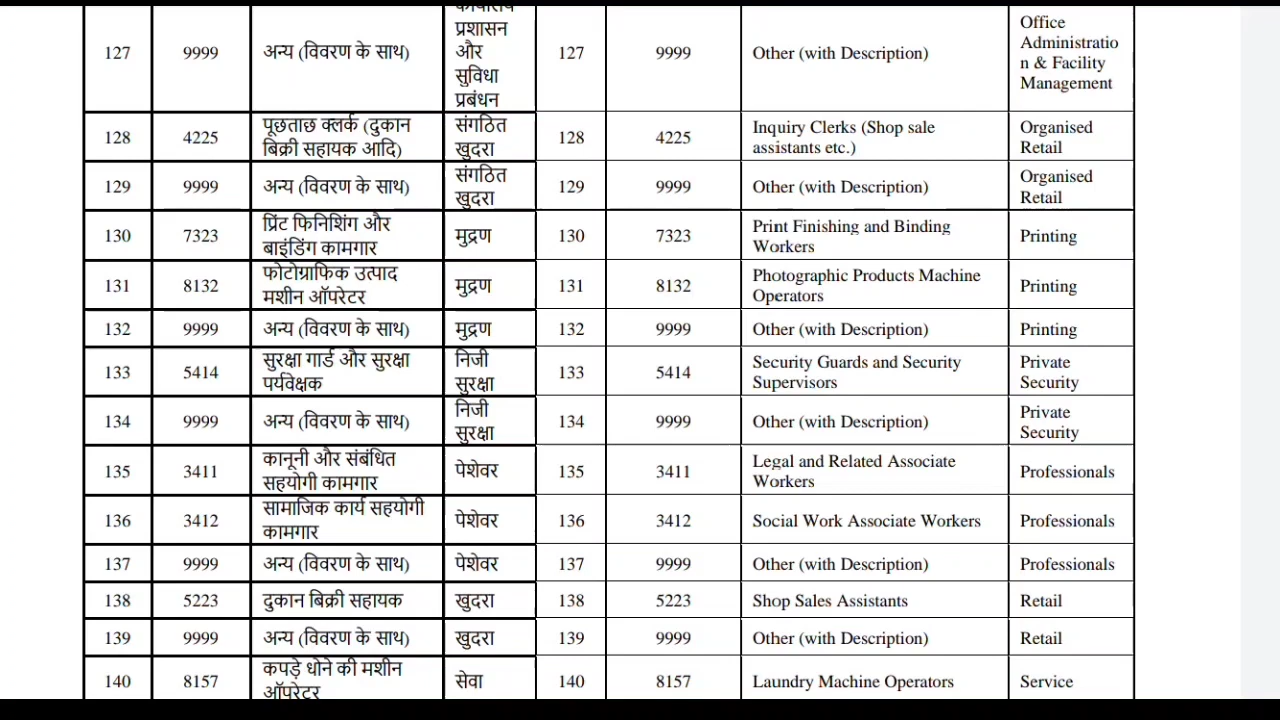 127 9999 अन्य (विवरण के साथ) प्रशासन और सुविधा प्रबंधन 127 9999 Other (with Description) Office Administratio n & Facility Management
128 4225 पूछताछ क्लर्क (दुकान बिक्री सहायक आदि) संगठित खुदरा 128 4225 Inquiry Clerks (Shop sale assistants etc.) Organised Retail
129 9999 अन्य (विवरण के साथ) संगठित खुदरा 129 9999 Other (with Description) Organised Retail
130 7323 प्रिंट फिनिशिंग और बाइंडिंग कामगार मुद्रण 130 7323 Print Finishing and Binding Workers Printing
131 8132 फोटोग्राफिक उत्पाद मशीन ऑपरेटर मुद्रण 131 8132 Photographic Products Machine Operators Printing
132 9999 अन्य (विवरण के साथ) मुद्रण 132 9999 Other (with Description) Printing
133 5414 सुरक्षा गार्ड और सुरक्षा पर्यवेक्षक निजी सुरक्षा 133 5414 Security Guards and Security Supervisors Private Security
134 9999 अन्य (विवरण के साथ) निजी सुरक्षा 134 9999 Other (with Description) Private Security
135 3411 कानूनी और संबंधित सहयोगी कामगार पेशेवर 135 3411 Legal and Related Associate Workers Professionals
136 3412 सामाजिक कार्य सहयोगी कामगार पेशेवर 136 3412 Social Work Associate Workers Professionals
137 9999 अन्य (विवरण के साथ) पेशेवर 137 9999 Other (with Description) Professionals
138 5223 दुकान बिक्री सहायक खुदरा 138 5223 Shop Sales Assistants Retail
139 9999 अन्य (विवरण के साथ) खुदरा 139 9999 Other (with Description) Retail
140 8157 कपड़े धोने की मशीन ऑपरेटर सेवा 140 8157 Laundry Machine Operators Service